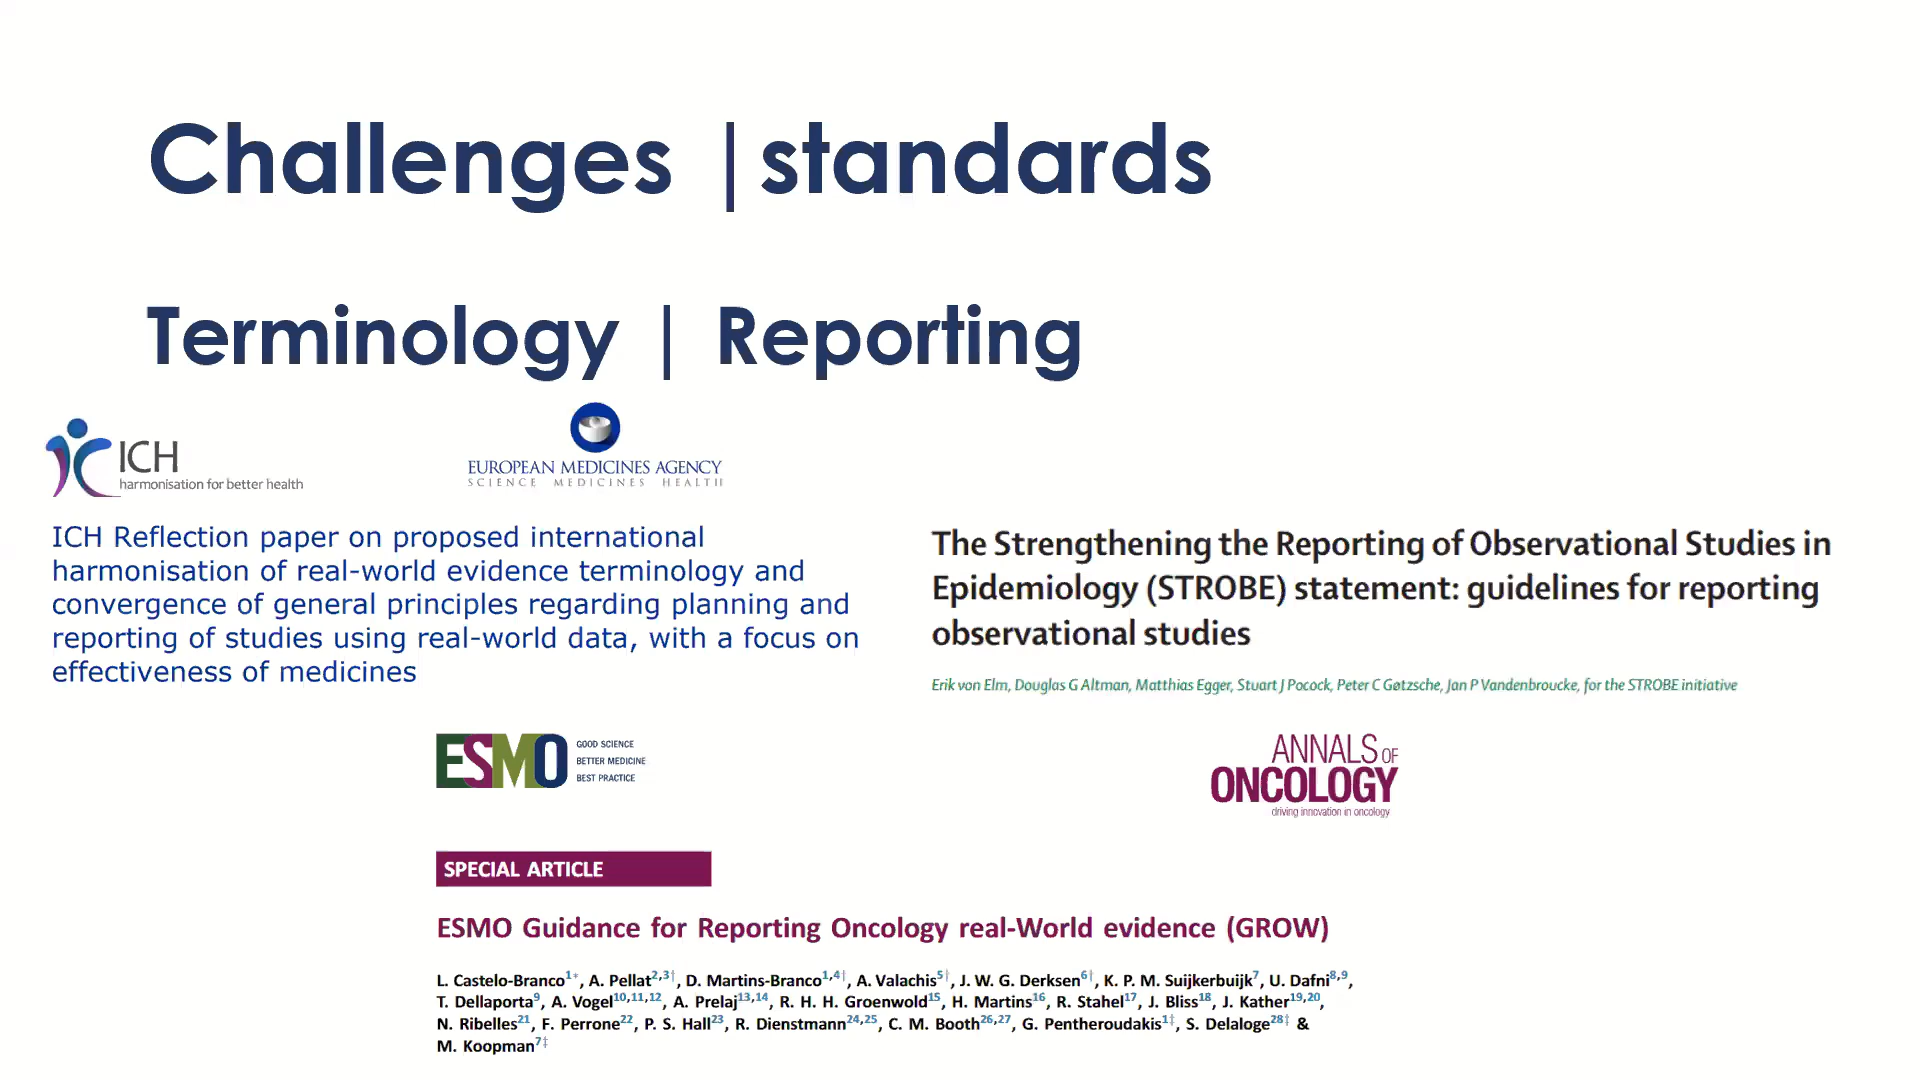 Challenges |standards
Terminology | Reporting
ICH
harmonisation for better health
EUROPEAN MEDICINES AGENCY
SCIENCE MEDICINES HEALTH
ICH Reflection paper on proposed international
harmonisation of real-world evidence terminology and
convergence of general principles regarding planning and
reporting of studies using real-world data, with a focus on
effectiveness of medicines
The Strengthening the Reporting of Observational Studies in
Epidemiology (STROBE) statement: guidelines for reporting
observational studies
Erik von Elm, Douglas G Altman, Matthias Egger, Stuart J Pocock, Peter C Gøtzsche, Jan P Vandenbroucke, for the STROBE initiative
ESMO
GOOD SCIENCE
BETTER MEDICINE
BEST PRACTICE
ANNALS OF
ONCOLOGY
driving innovation in oncology
SPECIAL ARTICLE
ESMO Guidance for Reporting Oncology real-World evidence (GROW)
L. Castelo-Branco1*, A. Pellat2,3†, D. Martins-Branco1,4†, A. Valachis5†, J. W. G. Derksen6†, K. P. M. Suijkerbuijk7, U. Dafni8,9,
T. Dellaporta9, A. Vogel10,11,12, A. Prelaj13,14, R. H. H. Groenwold15, H. Martins16, R. Stahel17, J. Bliss18, J. Kather19,20,
N. Ribelles21, F. Perrone22, P. S. Hall23, R. Dienstmann24,25, C. M. Booth26,27, G. Pentheroudakis1‡, S. Delaloge28‡ &
M. Koopman7‡